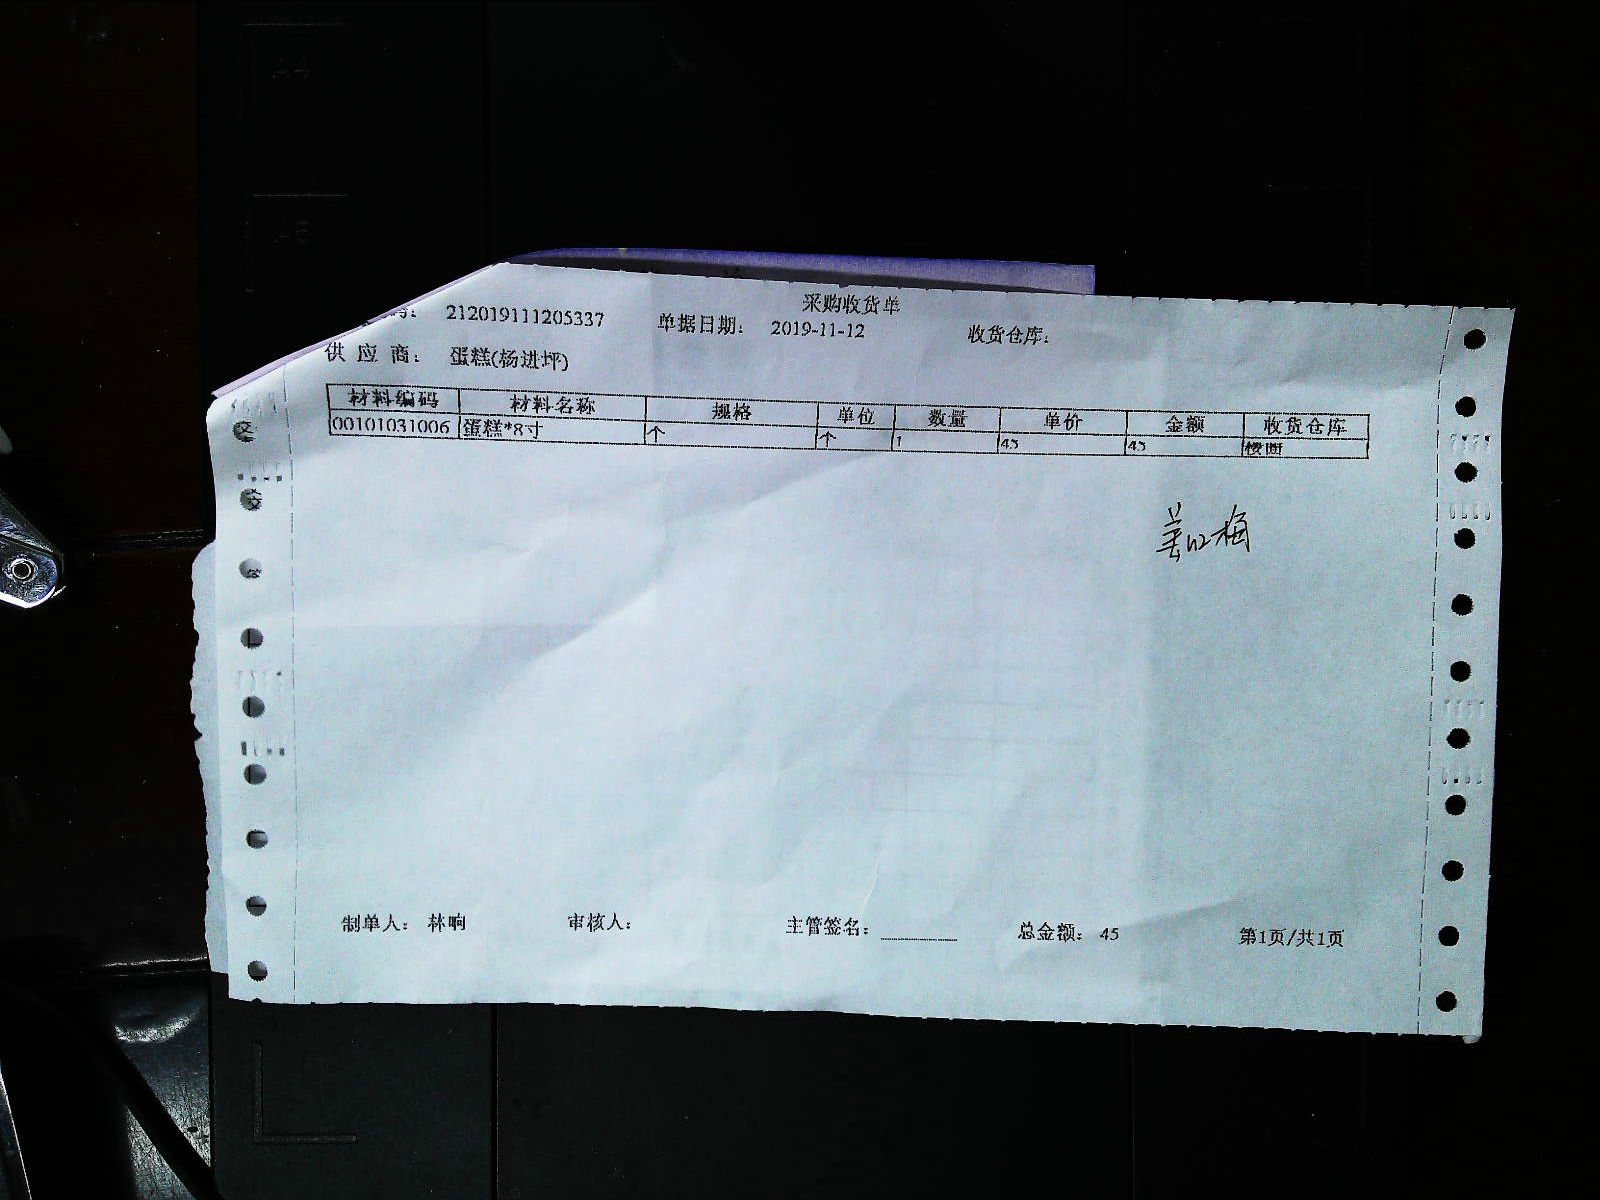 采购收货单
码： 212019111205337 单据日期： 2019-11-12 收货仓库：
供 应 商： 蛋糕(杨进坪)
材料编码 材料名称 规格 单位 数量 单价 金额 收货仓库
00101031006 蛋糕*8寸 个 个 1 45 45 楼面
制单人： 林响 审核人： 主管签名： 总金额： 45 第1页/共1页